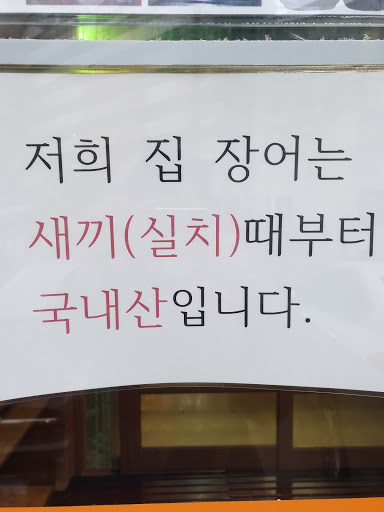 저희 집 장어는
새끼(실치)때부터
국내산입니다.